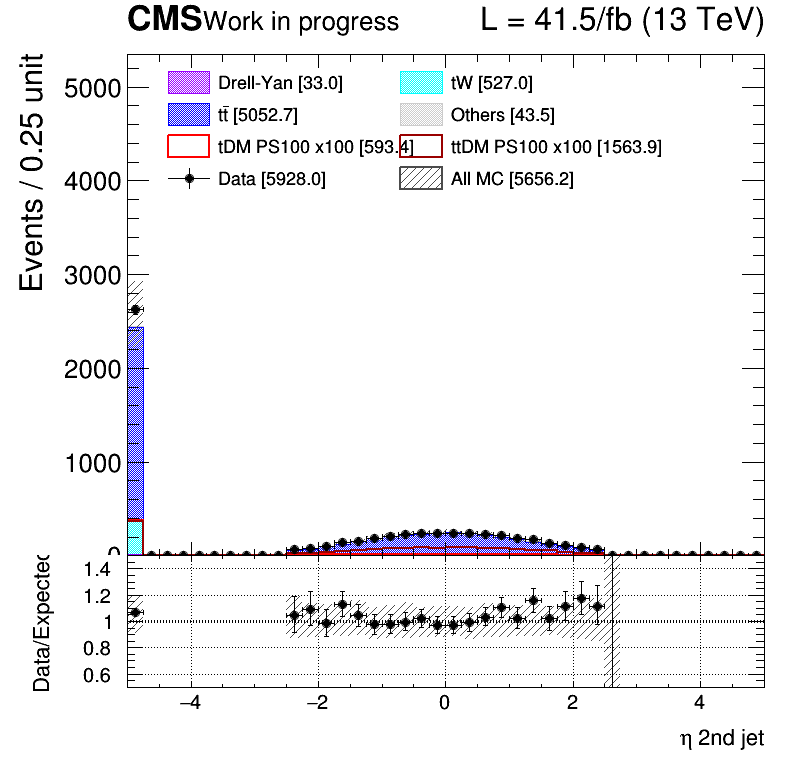 CMS Work in progress L = 41.5/fb (13 TeV)
Drell-Yan [33.0] tW [527.0]
tt̄ [5052.7] Others [43.5]
tDM PS100 x100 [593.4] ttDM PS100 x100 [1563.9]
Data [5928.0] All MC [5656.2]
Events / 0.25 unit
5000
4000
3000
2000
1000
0
Data/Expected
1.4
1.2
1
0.8
0.6
−4 −2 0 2 4
η 2nd jet